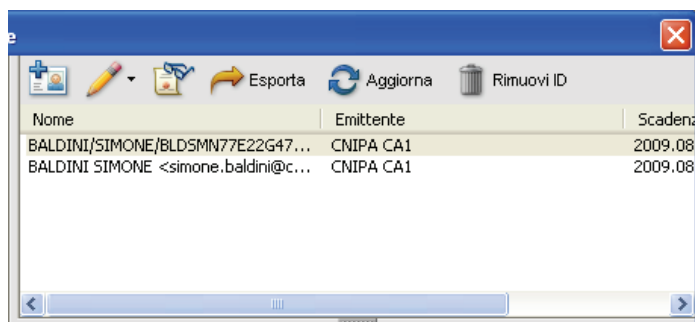 e
Esporta Aggiorna Rimuovi ID
Nome Emittente Scadenz
BALDINI/SIMONE/BLDSMN77E22G47... CNIPA CA1 2009.08
BALDINI SIMONE <simone.baldini@c... CNIPA CA1 2009.08